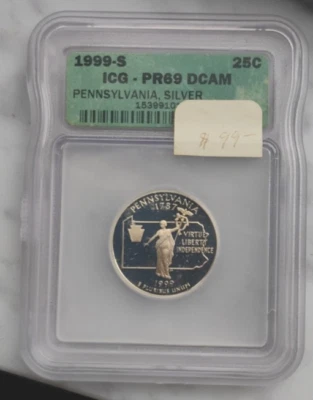 1999-S 25C
ICG - PR69 DCAM
PENNSYLVANIA, SILVER
PENNSYLVANIA
1787
VIRTUE
LIBERTY
INDEPENDENCE
1999
E PLURIBUS UNUM